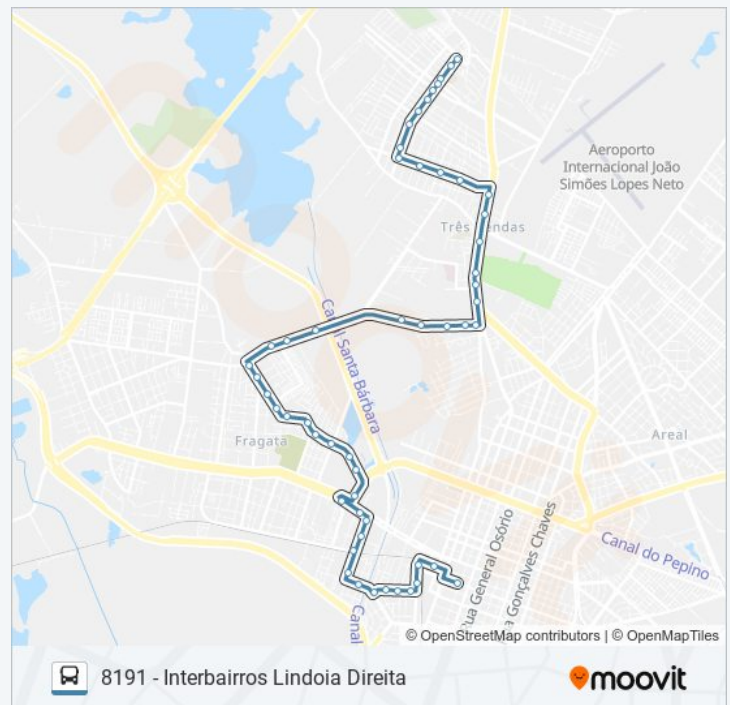 Aeroporto
Internacional João
Simões Lopes Neto
Três Vendas
Canal Santa Bárbara
Fragata
Areal
Rua General Osório
a Gonçalves Chaves
Canal do Pepino
Canal
© OpenStreetMap contributors | © OpenMapTiles
8191 - Interbairros Lindoia Direita
moovit